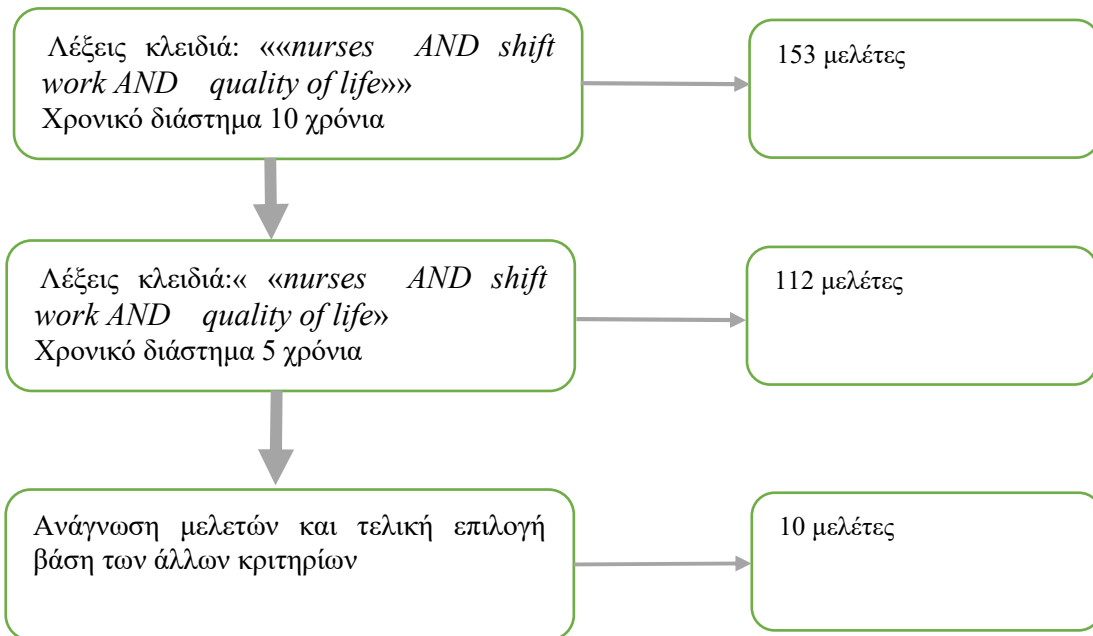 Λέξεις κλειδιά: ««nurses AND shift
work AND quality of life»»
Χρονικό διάστημα 10 χρόνια
153 μελέτες
Λέξεις κλειδιά:« «nurses AND shift
work AND quality of life»
Χρονικό διάστημα 5 χρόνια
112 μελέτες
Ανάγνωση μελετών και τελική επιλογή
βάση των άλλων κριτηρίων
10 μελέτες